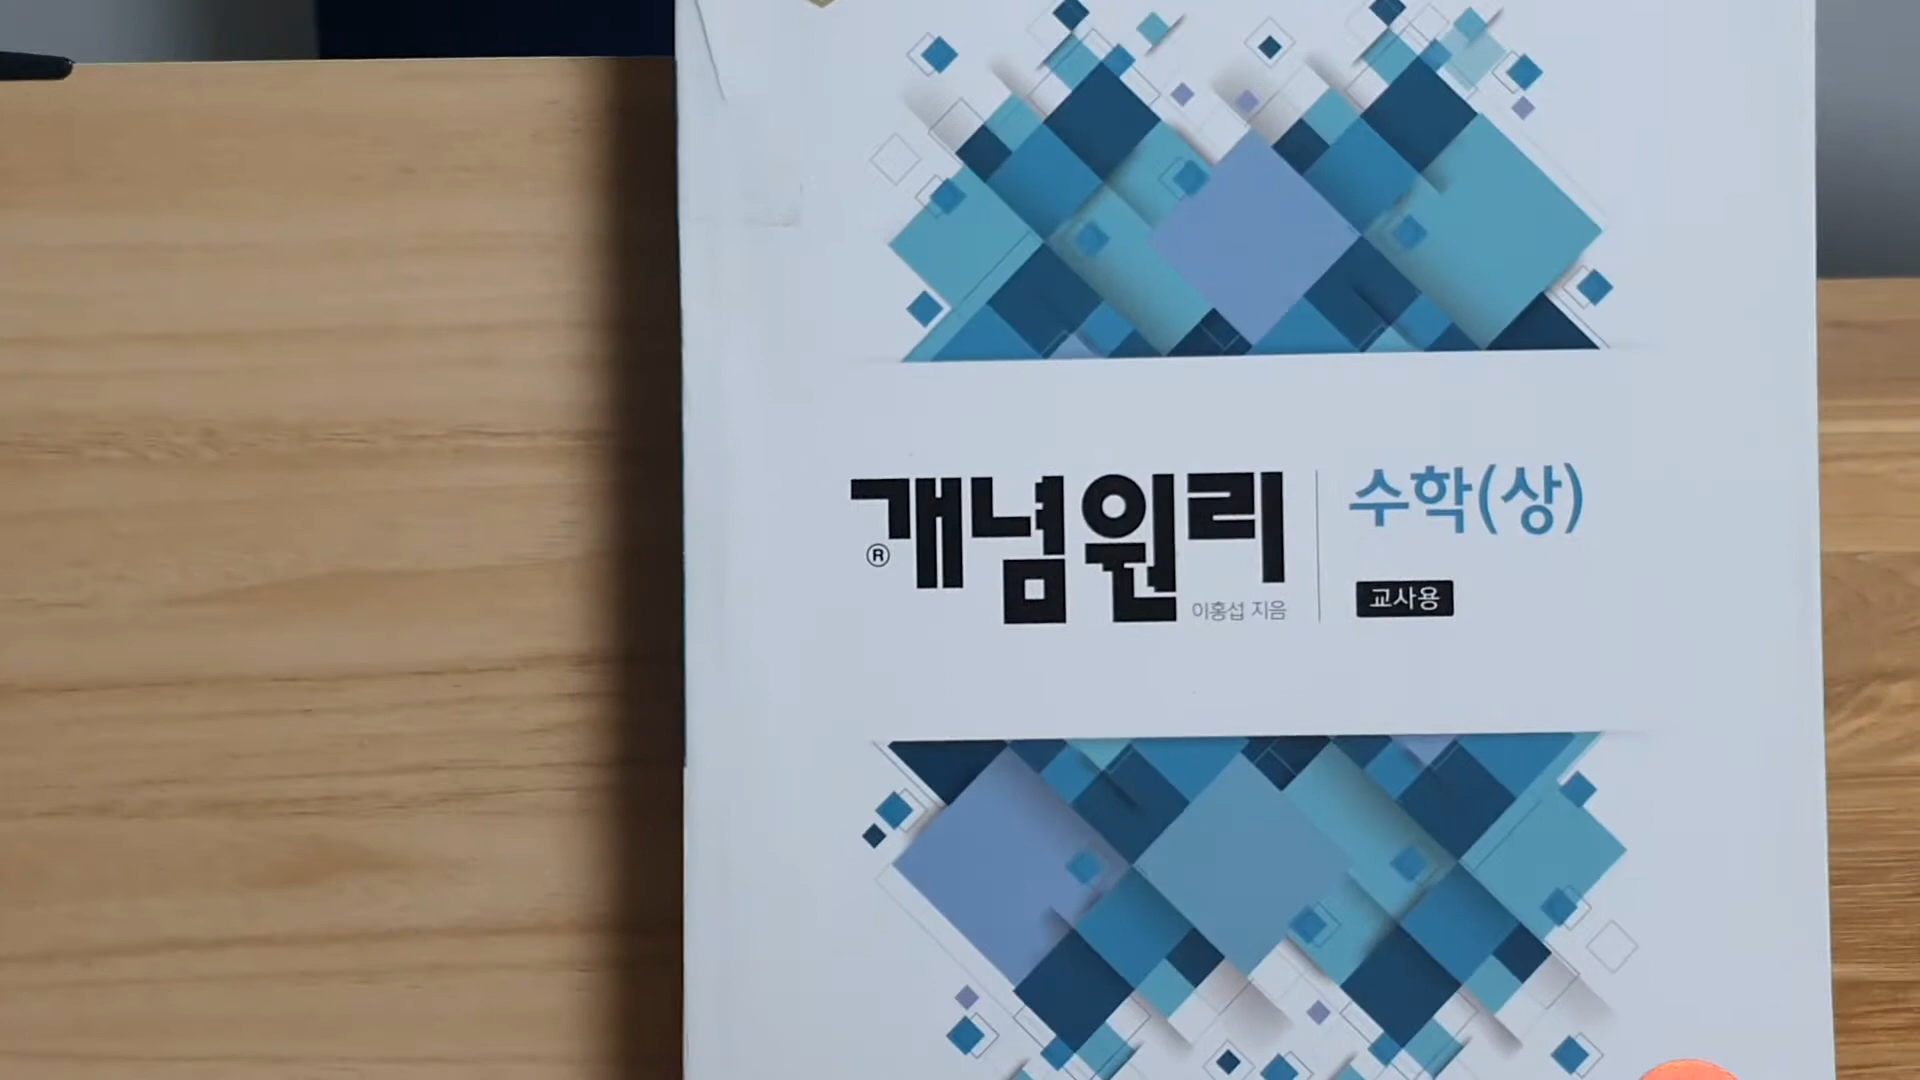 개념원리
®
이홍섭 지음
수학(상)
교사용